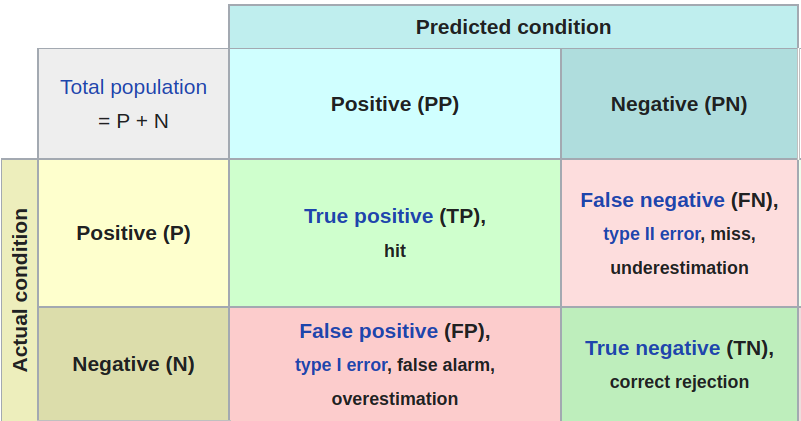 Predicted condition
Total population
= P + N
Positive (PP)
Negative (PN)
Actual condition
Positive (P)
True positive (TP),
hit
False negative (FN),
type II error, miss,
underestimation
Negative (N)
False positive (FP),
type I error, false alarm,
overestimation
True negative (TN),
correct rejection